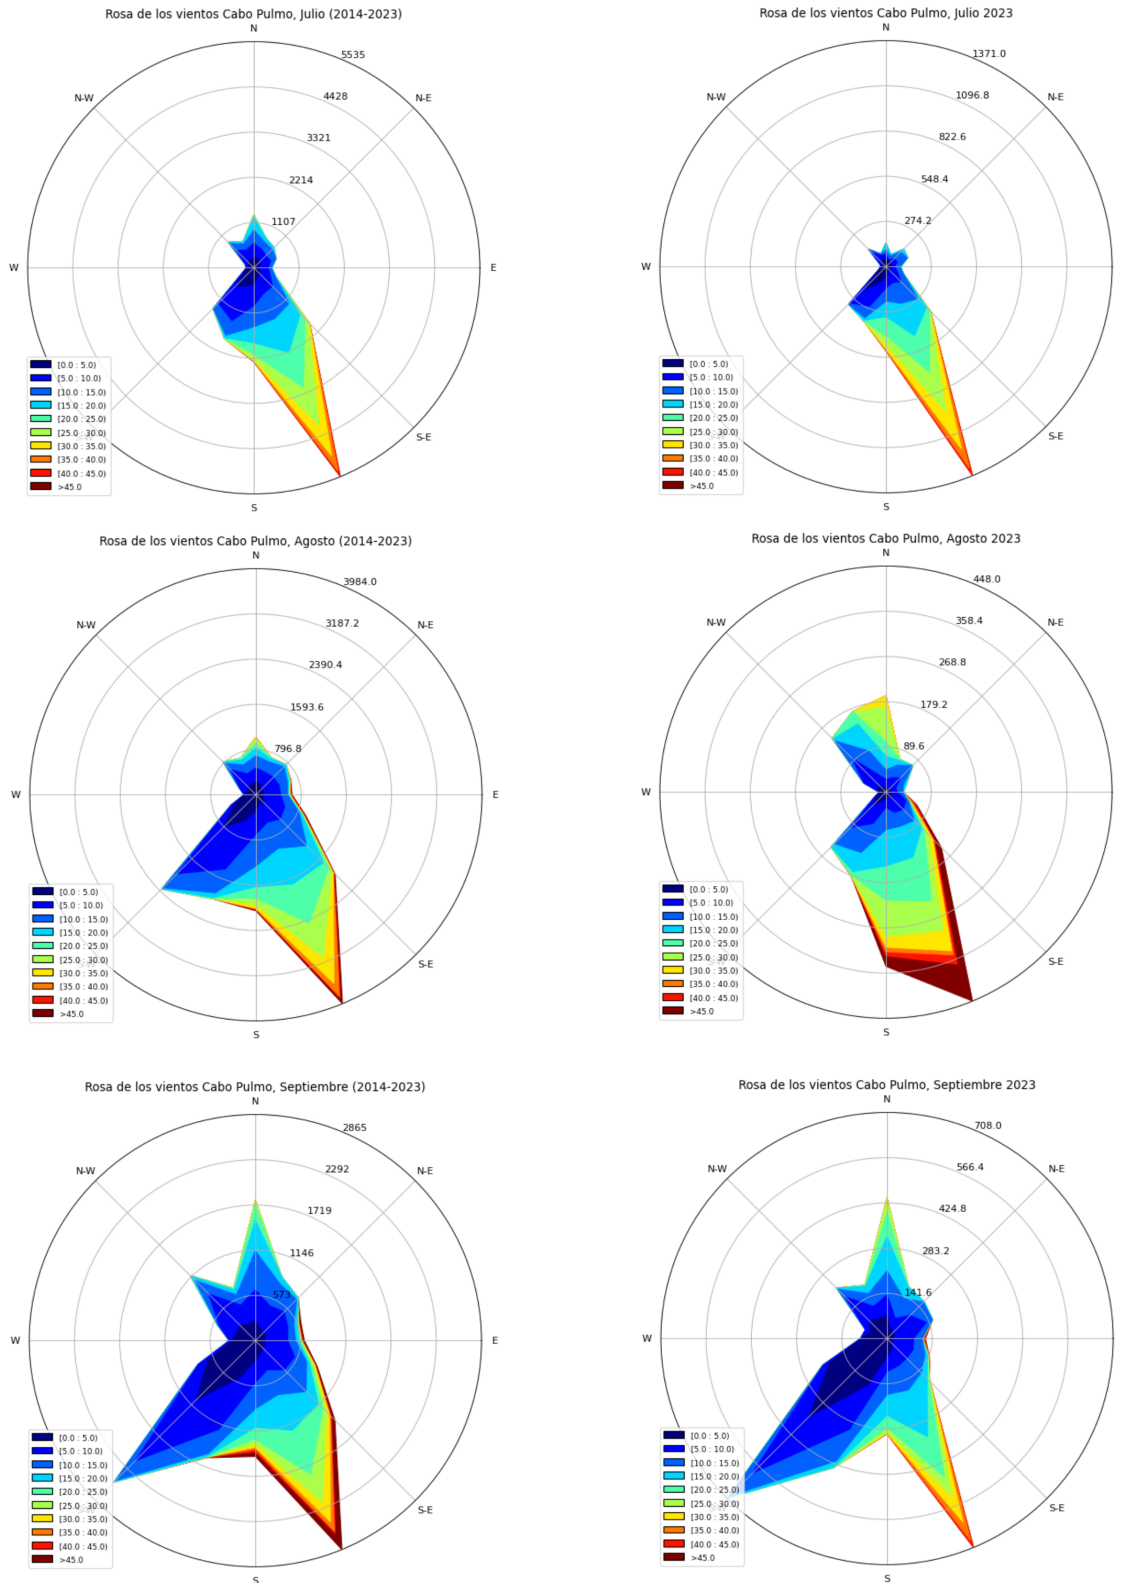 Rosa de los vientos Cabo Pulmo, Julio (2014-2023)
N
5535
4428
3321
2214
1107
N-W
N-E
W
E
S-E
S
[0.0 : 5.0)
[5.0 : 10.0)
[10.0 : 15.0)
[15.0 : 20.0)
[20.0 : 25.0)
[25.0 : 30.0)
[30.0 : 35.0)
[35.0 : 40.0)
[40.0 : 45.0)
>45.0
Rosa de los vientos Cabo Pulmo, Julio 2023
N
1371.0
1096.8
822.6
548.4
274.2
N-W
N-E
W
S-E
S
[0.0 : 5.0)
[5.0 : 10.0)
[10.0 : 15.0)
[15.0 : 20.0)
[20.0 : 25.0)
[25.0 : 30.0)
[30.0 : 35.0)
[35.0 : 40.0)
[40.0 : 45.0)
>45.0
Rosa de los vientos Cabo Pulmo, Agosto (2014-2023)
N
3984.0
3187.2
2390.4
1593.6
796.8
N-W
N-E
W
E
S-E
S
[0.0 : 5.0)
[5.0 : 10.0)
[10.0 : 15.0)
[15.0 : 20.0)
[20.0 : 25.0)
[25.0 : 30.0)
[30.0 : 35.0)
[35.0 : 40.0)
[40.0 : 45.0)
>45.0
Rosa de los vientos Cabo Pulmo, Agosto 2023
N
448.0
358.4
268.8
179.2
89.6
N-W
N-E
W
S-E
S
[0.0 : 5.0)
[5.0 : 10.0)
[10.0 : 15.0)
[15.0 : 20.0)
[20.0 : 25.0)
[25.0 : 30.0)
[30.0 : 35.0)
[35.0 : 40.0)
[40.0 : 45.0)
>45.0
Rosa de los vientos Cabo Pulmo, Septiembre (2014-2023)
N
2865
2292
1719
1146
573
N-W
N-E
W
E
S-E
S
[0.0 : 5.0)
[5.0 : 10.0)
[10.0 : 15.0)
[15.0 : 20.0)
[20.0 : 25.0)
[25.0 : 30.0)
[30.0 : 35.0)
[35.0 : 40.0)
[40.0 : 45.0)
>45.0
Rosa de los vientos Cabo Pulmo, Septiembre 2023
N
708.0
566.4
424.8
283.2
141.6
N-W
N-E
W
S-E
S
[0.0 : 5.0)
[5.0 : 10.0)
[10.0 : 15.0)
[15.0 : 20.0)
[20.0 : 25.0)
[25.0 : 30.0)
[30.0 : 35.0)
[35.0 : 40.0)
[40.0 : 45.0)
>45.0